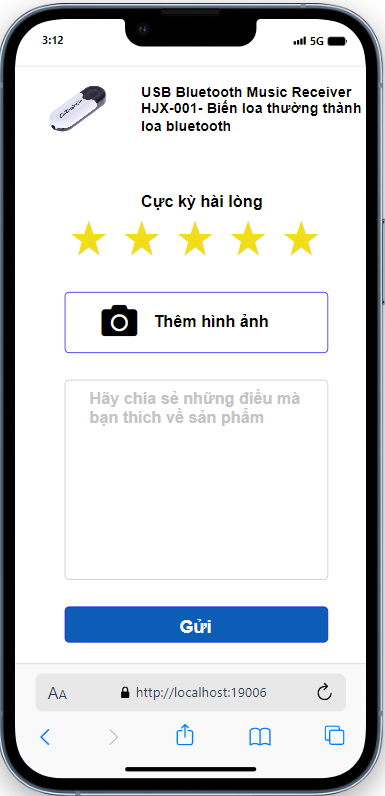 3:12
5G
USB Bluetooth Music Receiver
HJX-001- Biến loa thường thành
loa bluetooth
Cực kỳ hài lòng
Thêm hình ảnh
Hãy chia sẻ những điều mà
bạn thích về sản phẩm
Gửi
AA
http://localhost:19006